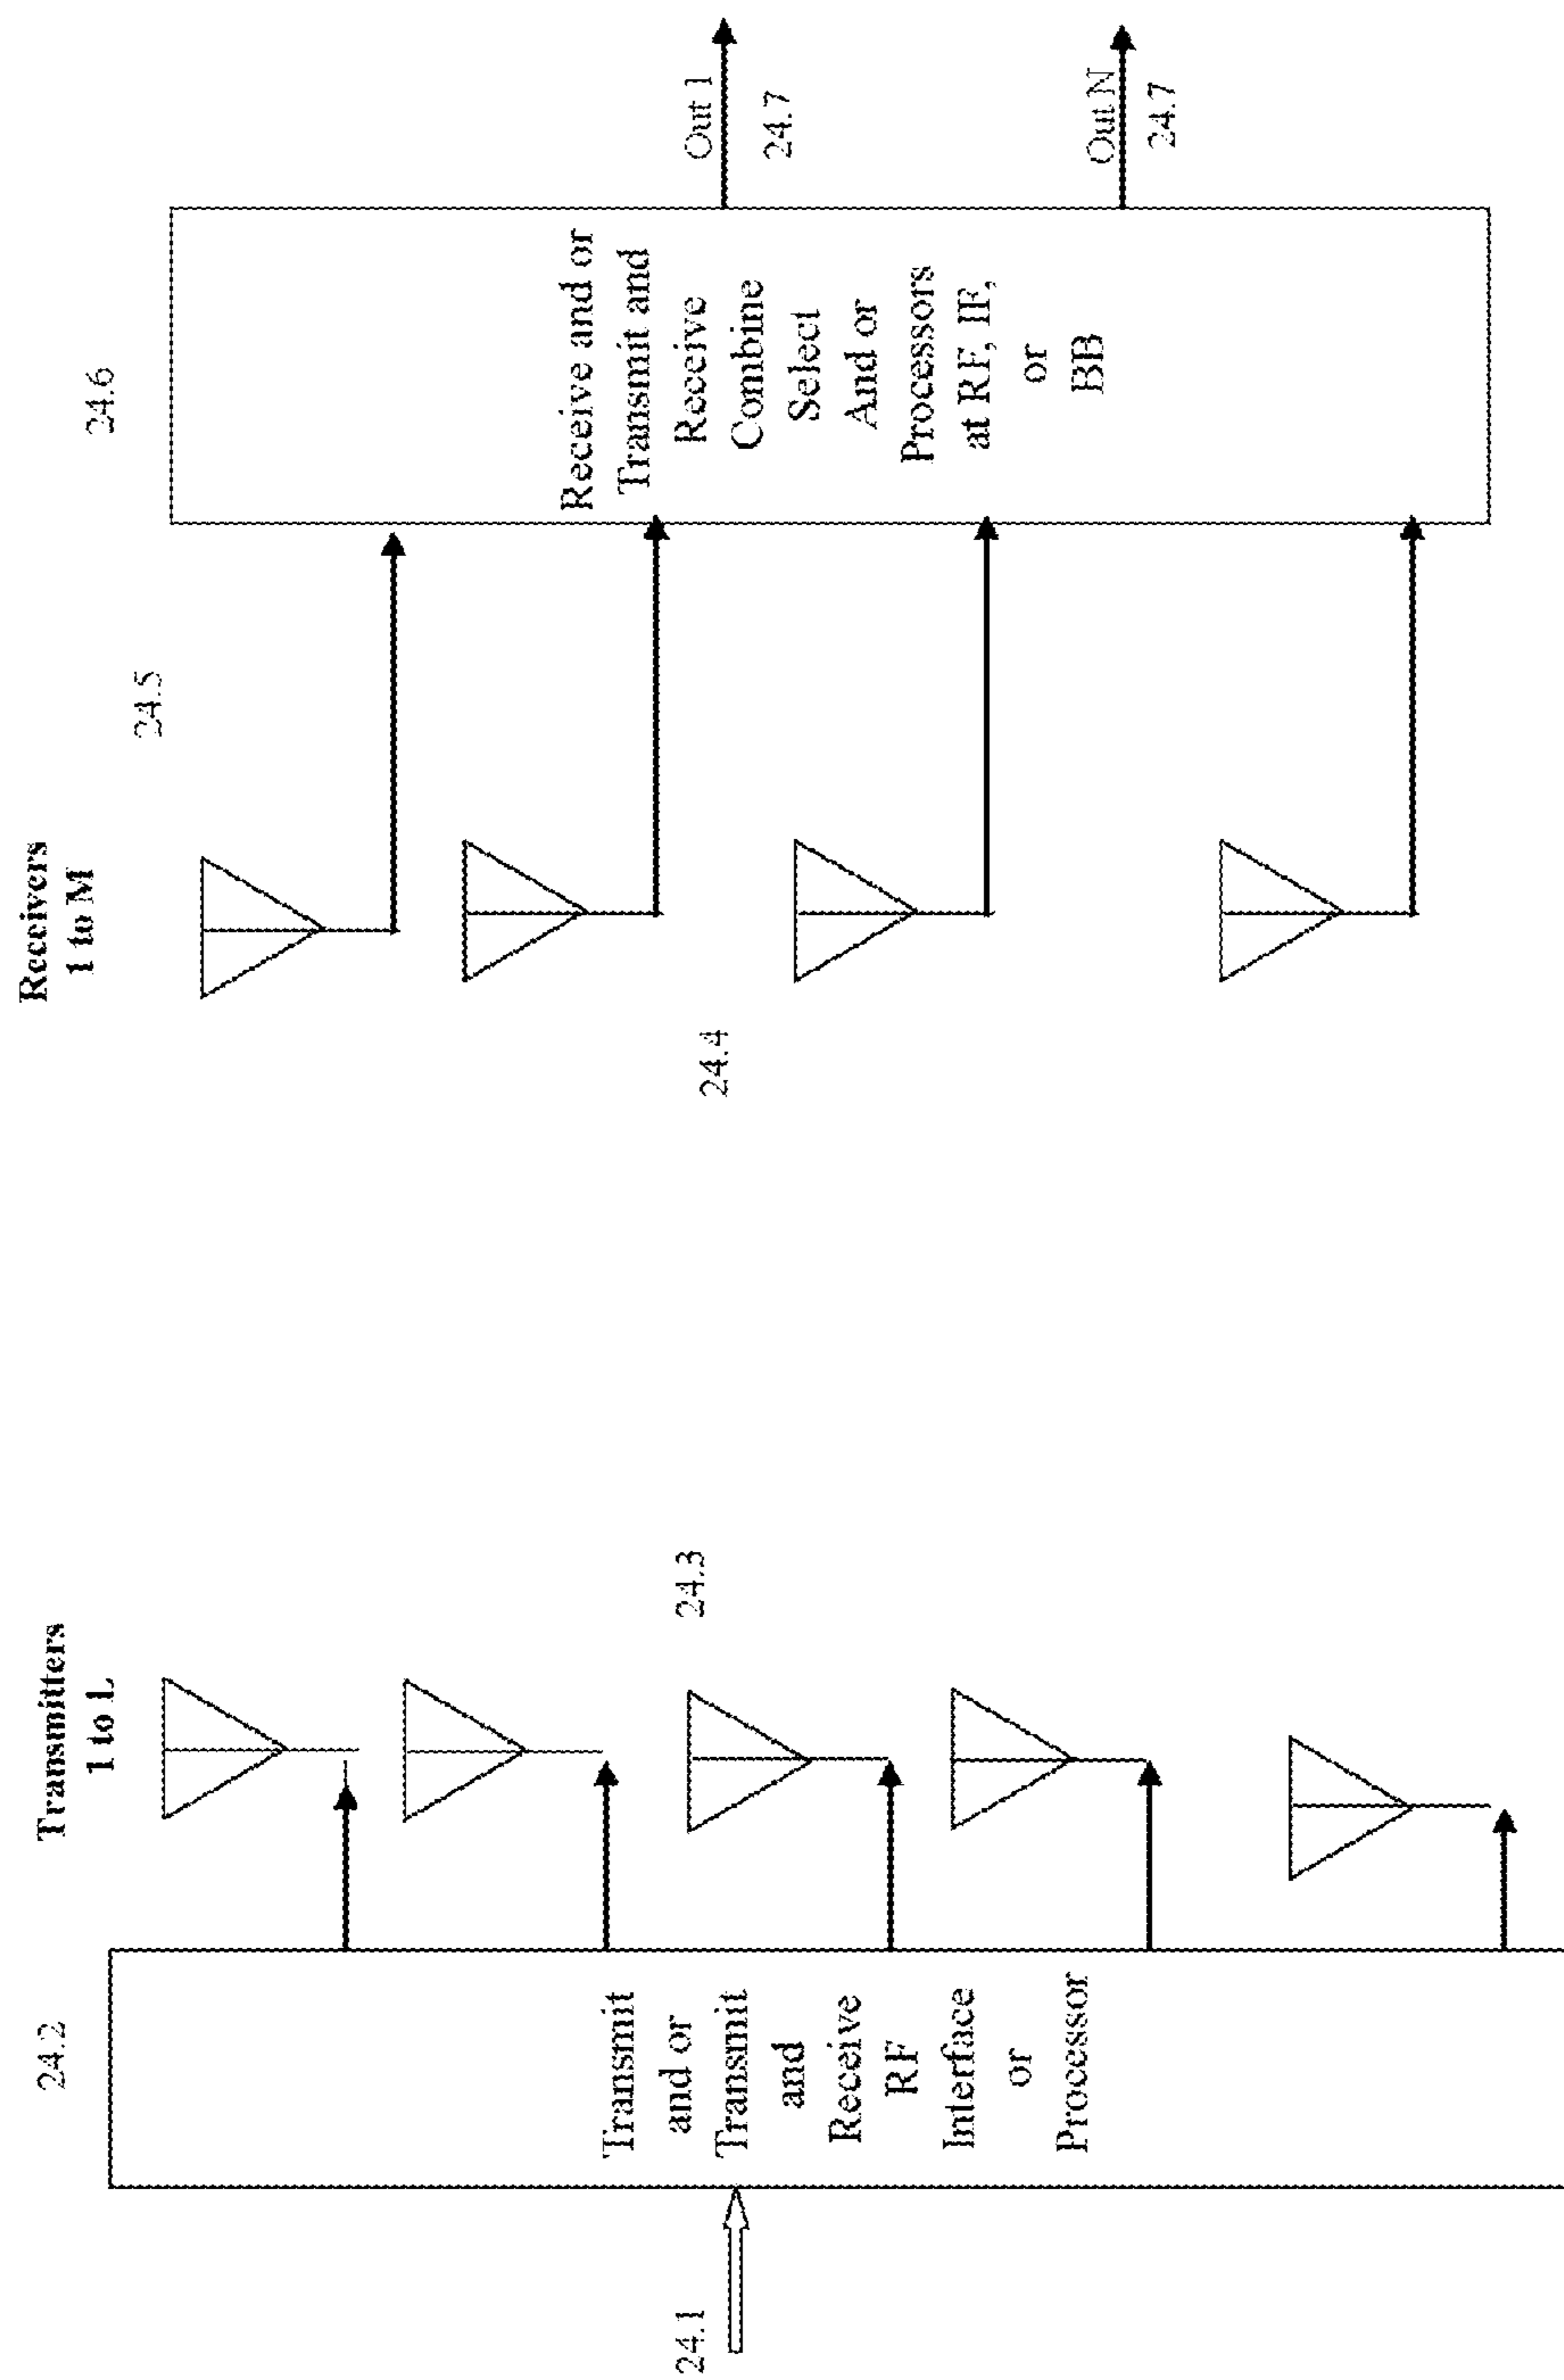 24.1
24.2
Transmit
and or
Transmit
and
Receive
RF
Interface
or
Processor
Transmitters
1 to L
24.3
24.4
Receivers
1 to M
24.5
24.6
Receive and or
Transmit and
Receive
Combine
Select
And or
Processors
at RF, IF,
or
BB
Out 1
24.7
Out N
24.7